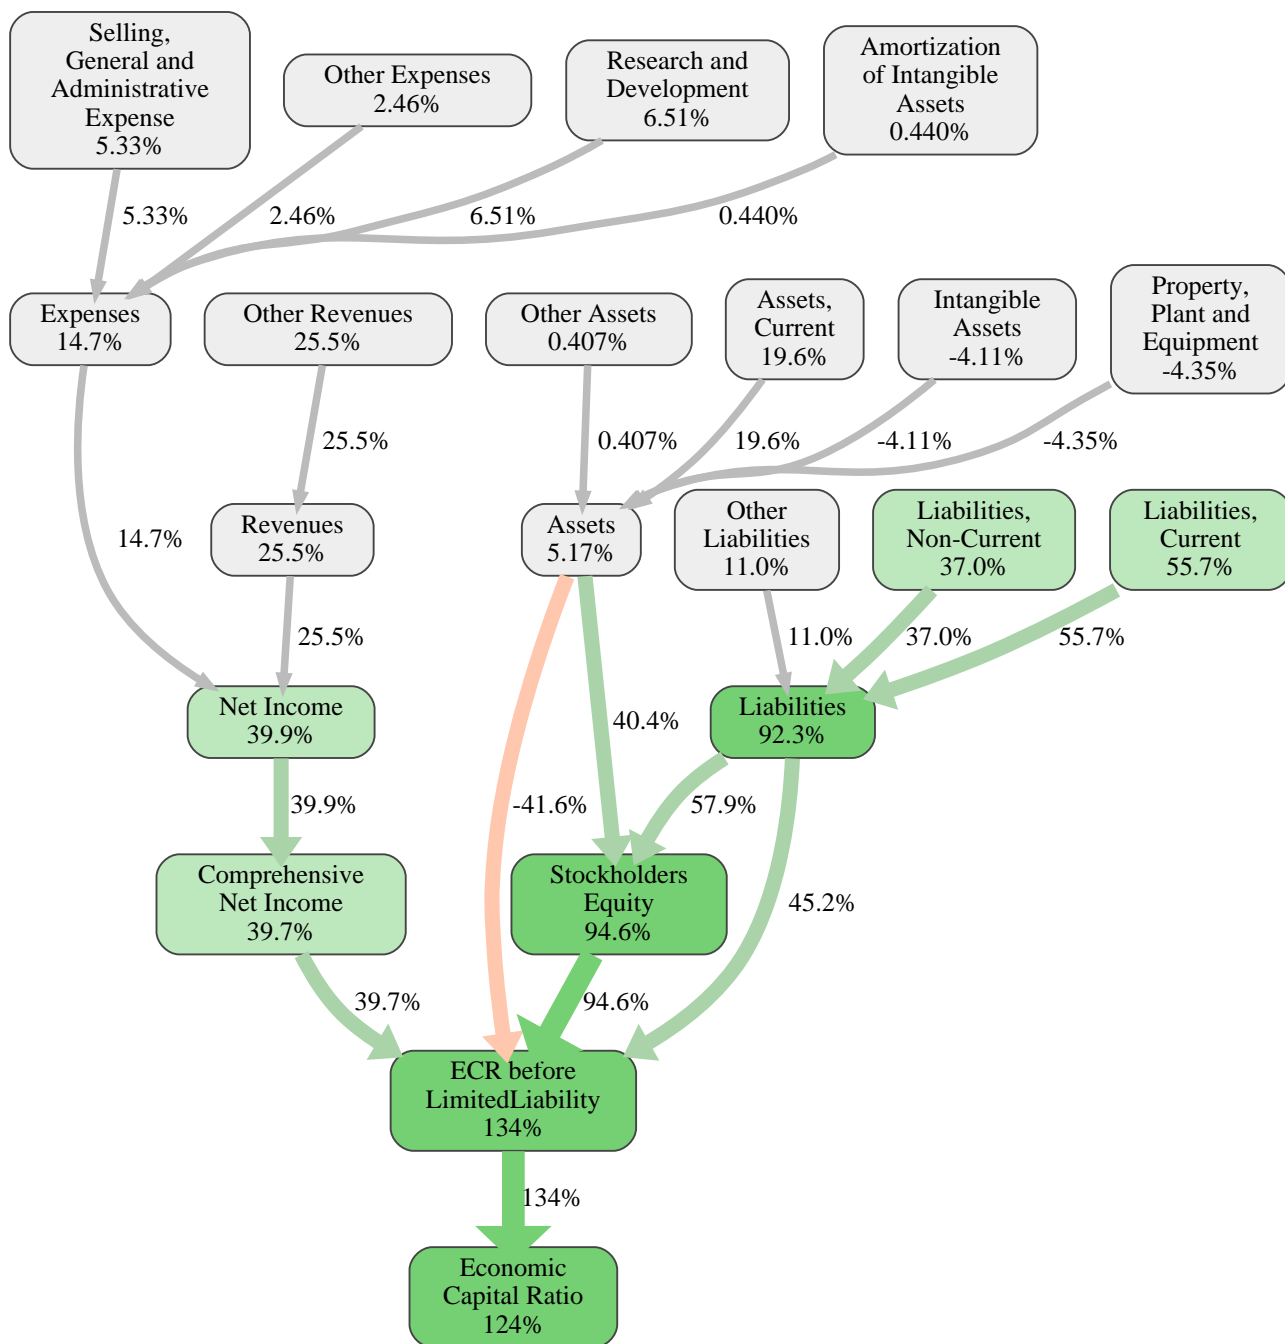 Selling,
General and
Administrative
Expense
5.33%
Other Expenses
2.46%
Research and
Development
6.51%
Amortization
of Intangible
Assets
0.440%
5.33%
2.46%
6.51%
0.440%
Expenses
14.7%
Other Revenues
25.5%
Other Assets
0.407%
Assets,
Current
19.6%
Intangible
Assets
-4.11%
Property,
Plant and
Equipment
-4.35%
25.5%
0.407%
19.6%
-4.11%
-4.35%
14.7%
Revenues
25.5%
Assets
5.17%
Other
Liabilities
11.0%
Liabilities,
Non-Current
37.0%
Liabilities,
Current
55.7%
25.5%
11.0%
37.0%
55.7%
Net Income
39.9%
40.4%
Liabilities
92.3%
39.9%
-41.6%
57.9%
Comprehensive
Net Income
39.7%
Stockholders
Equity
94.6%
45.2%
39.7%
94.6%
ECR before
LimitedLiability
134%
134%
Economic
Capital Ratio
124%